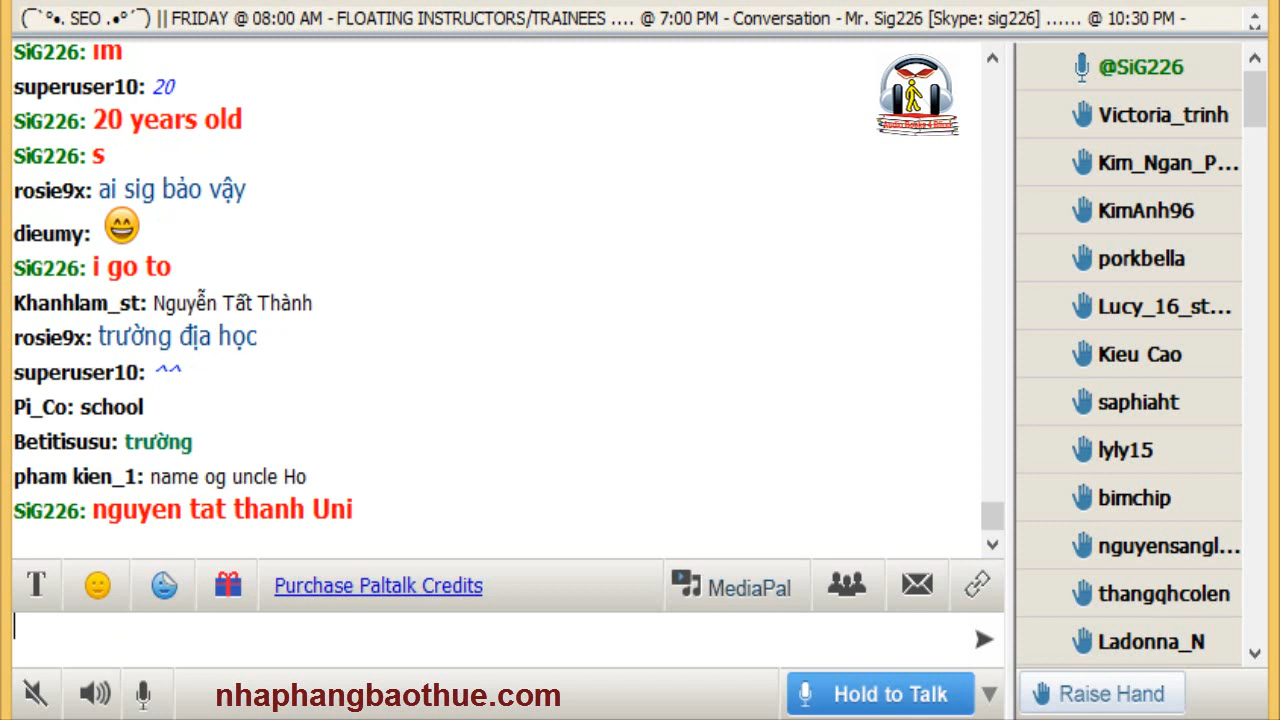 (¯`°•. SEO .•°´¯) || FRIDAY @ 08:00 AM - FLOATING INSTRUCTORS/TRAINEES .... @ 7:00 PM - Conversation - Mr. Sig226 [Skype: sig226] ...... @ 10:30 PM -
SiG226: im
superuser10: 20
SiG226: 20 years old
SiG226: s
rosie9x: ai sig bảo vậy
dieumy:
SiG226: i go to
Khanhlam_st: Nguyễn Tất Thành
rosie9x: trường địa học
superuser10: ^^
Pi_Co: school
Betitisusu: trường
pham kien_1: name og uncle Ho
SiG226: nguyen tat thanh Uni
@SiG226
Victoria_trinh
Kim_Ngan_P...
KimAnh96
porkbella
Lucy_16_st...
Kieu Cao
saphiaht
lyly15
bimchip
nguyensangl...
thangqhcolen
Ladonna_N
T
Purchase Paltalk Credits
MediaPal
nhaphangbaothue.com
Hold to Talk
Raise Hand